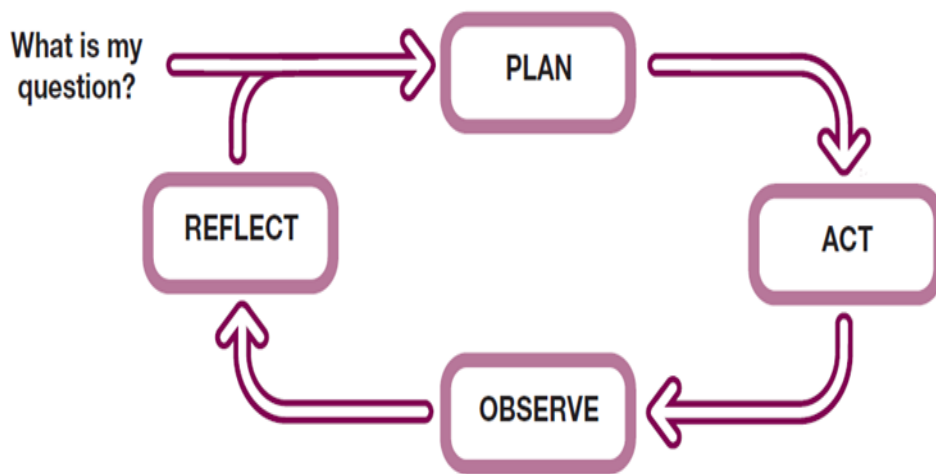 What is my
question?
PLAN
ACT
OBSERVE
REFLECT